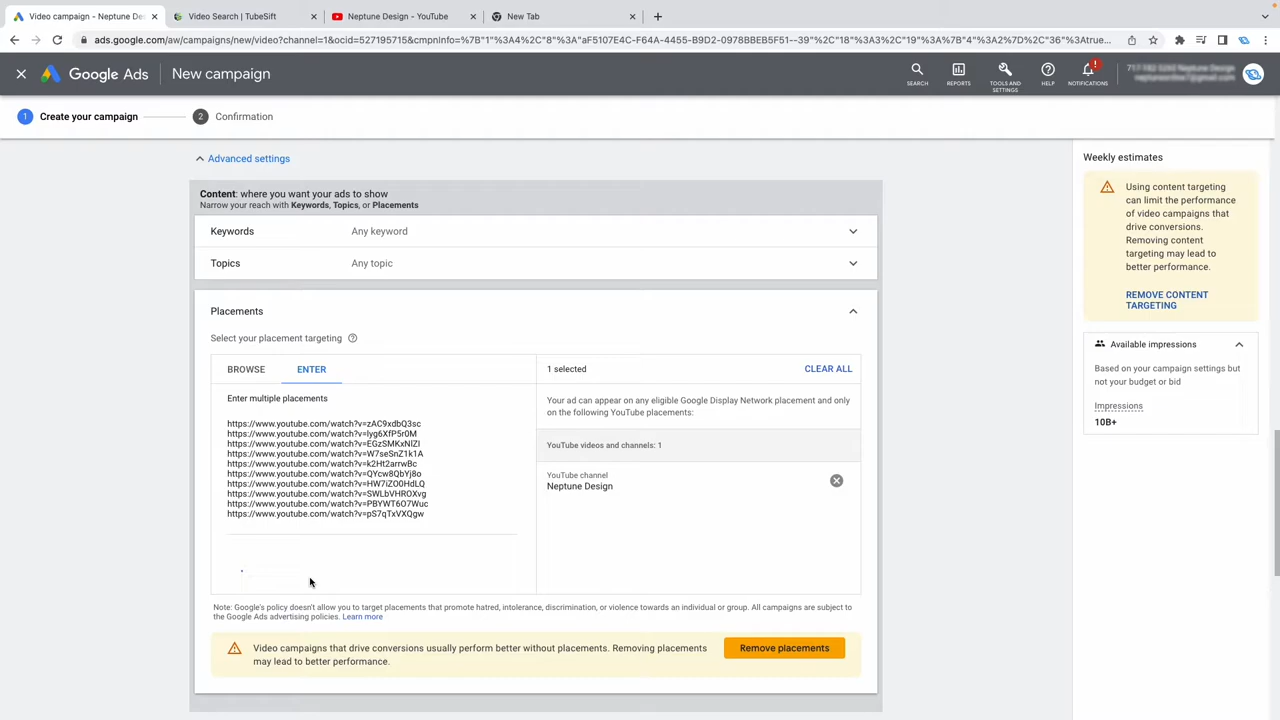 Video campaign - Neptune De
Video Search | TubeSift
Neptune Design - YouTube
New Tab
ads.google.com/aw/campaigns/new/video?channel=1&ocid=527195715&cmpnInfo=%7B"1"%3A4%2C"8"%3A"aF5107E4C-F64A-4455-B9D2-0978BBEB5F51--39"%2C"18"%3A3%2C"19"%3A%7B"4"%3A2%7D%2C"36"%3Atrue...
Google Ads
New campaign
SEARCH
REPORTS
TOOLS AND
SETTINGS
HELP
NOTIFICATIONS
1 Create your campaign
2 Confirmation
Advanced settings
Content: where you want your ads to show
Narrow your reach with Keywords, Topics, or Placements
Keywords Any keyword
Topics Any topic
Placements
Select your placement targeting
BROWSE ENTER
Enter multiple placements
https://www.youtube.com/watch?v=zAC9xdbQ3sc
https://www.youtube.com/watch?v=lyg6XfP5r0M
https://www.youtube.com/watch?v=EGzSMKxNlZI
https://www.youtube.com/watch?v=W7seSnZ1k1A
https://www.youtube.com/watch?v=k2Ht2arrwBc
https://www.youtube.com/watch?v=QYcw8QbYj8o
https://www.youtube.com/watch?v=HW7iZO0HdLQ
https://www.youtube.com/watch?v=SWLbVHROXvg
https://www.youtube.com/watch?v=PBYWT6O7Wuc
https://www.youtube.com/watch?v=pS7qTxVXQgw
1 selected
CLEAR ALL
Your ad can appear on any eligible Google Display Network placement and only
on the following YouTube placements:
YouTube videos and channels: 1
YouTube channel
Neptune Design
Note: Google's policy doesn't allow you to target placements that promote hatred, intolerance, discrimination, or violence towards an individual or group. All campaigns are subject to
the Google Ads advertising policies. Learn more
Video campaigns that drive conversions usually perform better without placements. Removing placements
may lead to better performance.
Remove placements
Weekly estimates
Using content targeting
can limit the performance
of video campaigns that
drive conversions.
Removing content
targeting may lead to
better performance.
REMOVE CONTENT
TARGETING
Available impressions
Based on your campaign settings but
not your budget or bid
Impressions
10B+